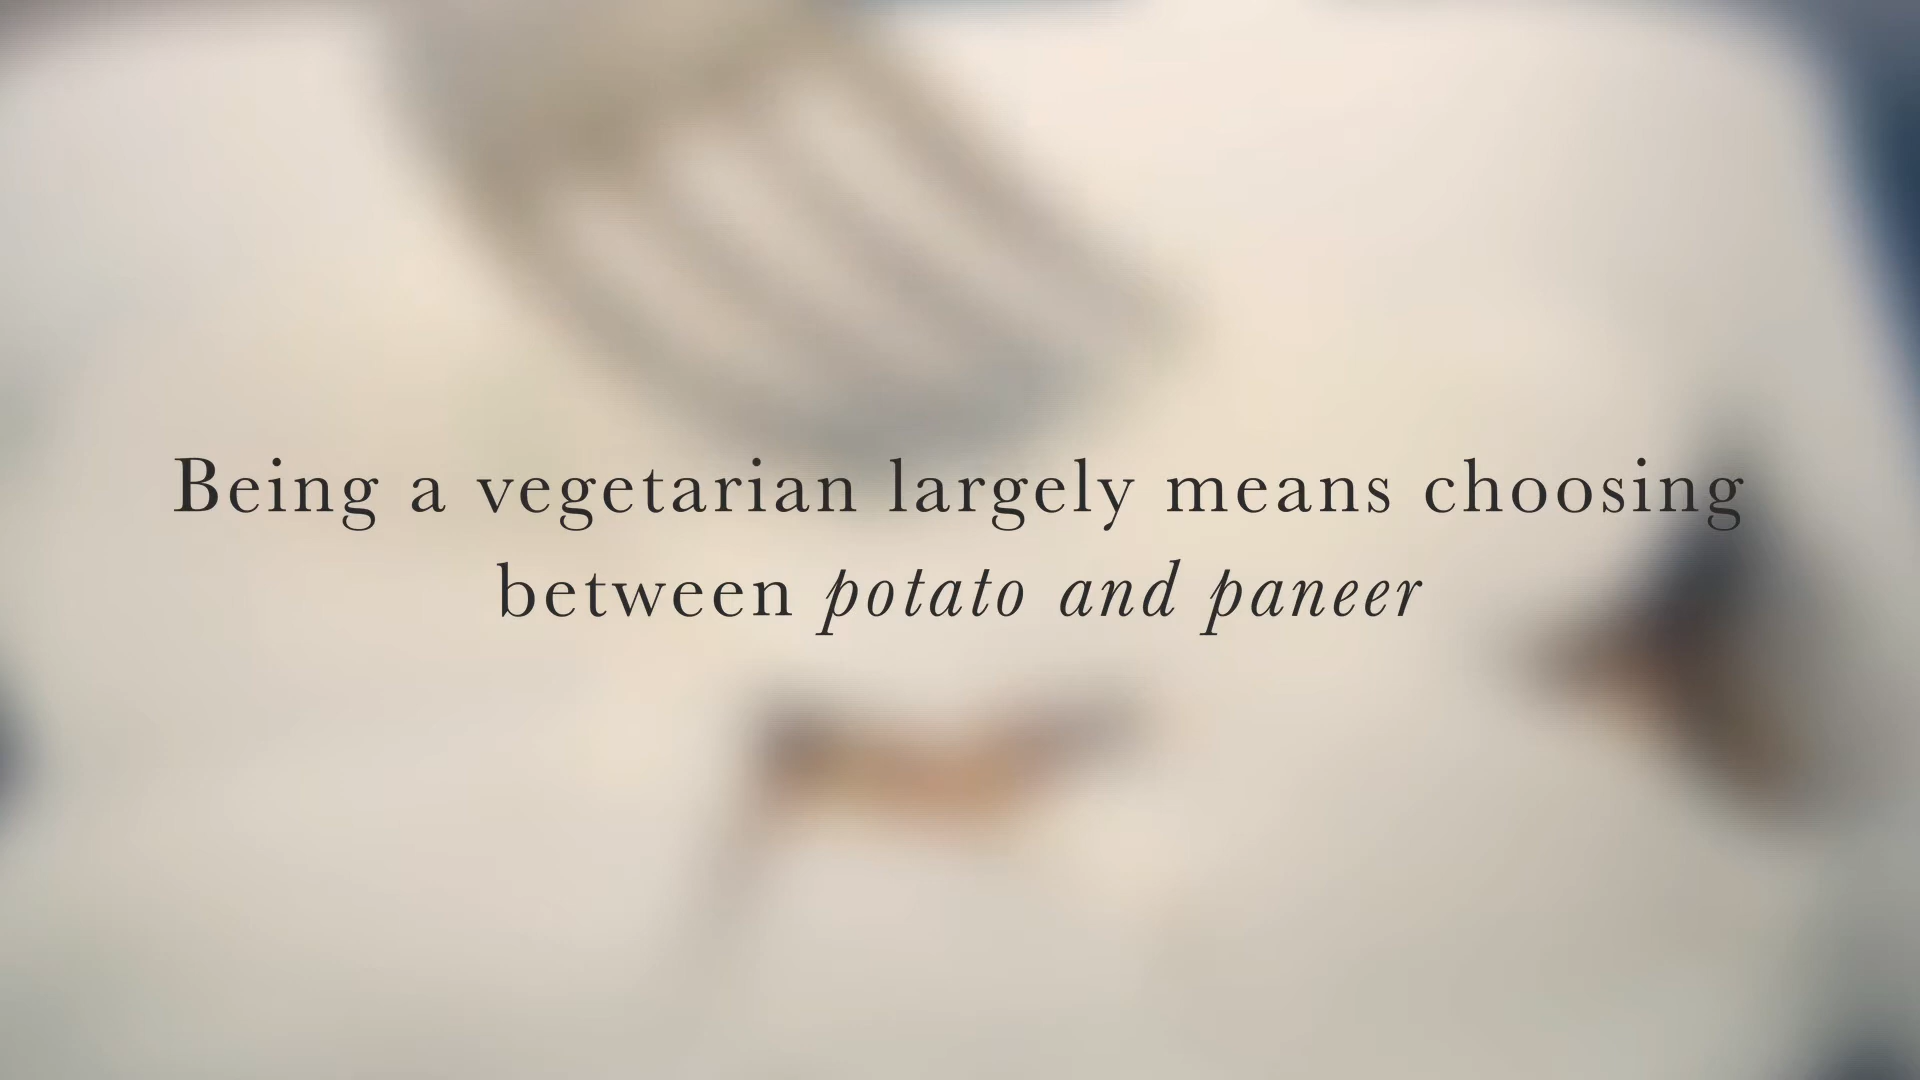 Being a vegetarian largely means choosing
between potato and paneer